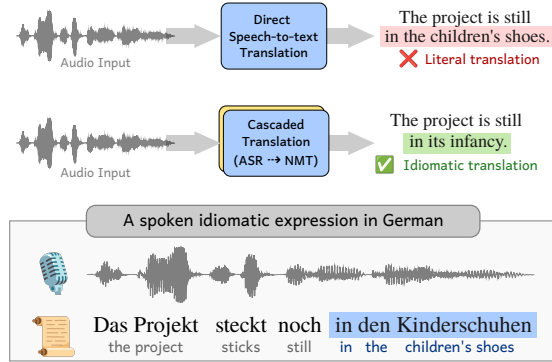 Direct
Speech-to-text
Translation
Audio Input
The project is still
in the children's shoes.
❌ Literal translation
Cascaded
Translation
(ASR ⇢ NMT)
Audio Input
The project is still
in its infancy.
✅ Idiomatic translation
A spoken idiomatic expression in German
Das Projekt steckt noch in den Kinderschuhen
the project sticks still in the children's shoes